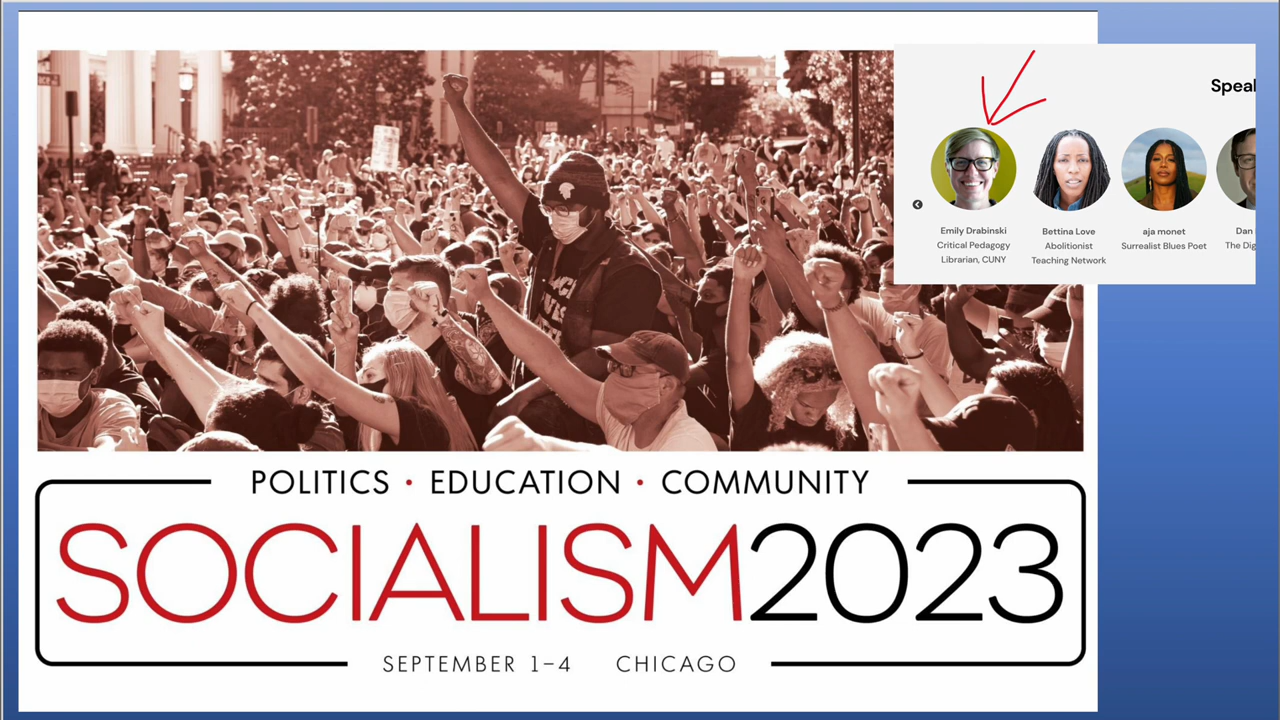 Speal
Emily Drabinski
Critical Pedagogy
Librarian, CUNY
Bettina Love
Abolitionist
Teaching Network
aja monet
Surrealist Blues Poet
Dan
The Dig
POLITICS • EDUCATION • COMMUNITY
SOCIALISM2023
SEPTEMBER 1–4 CHICAGO